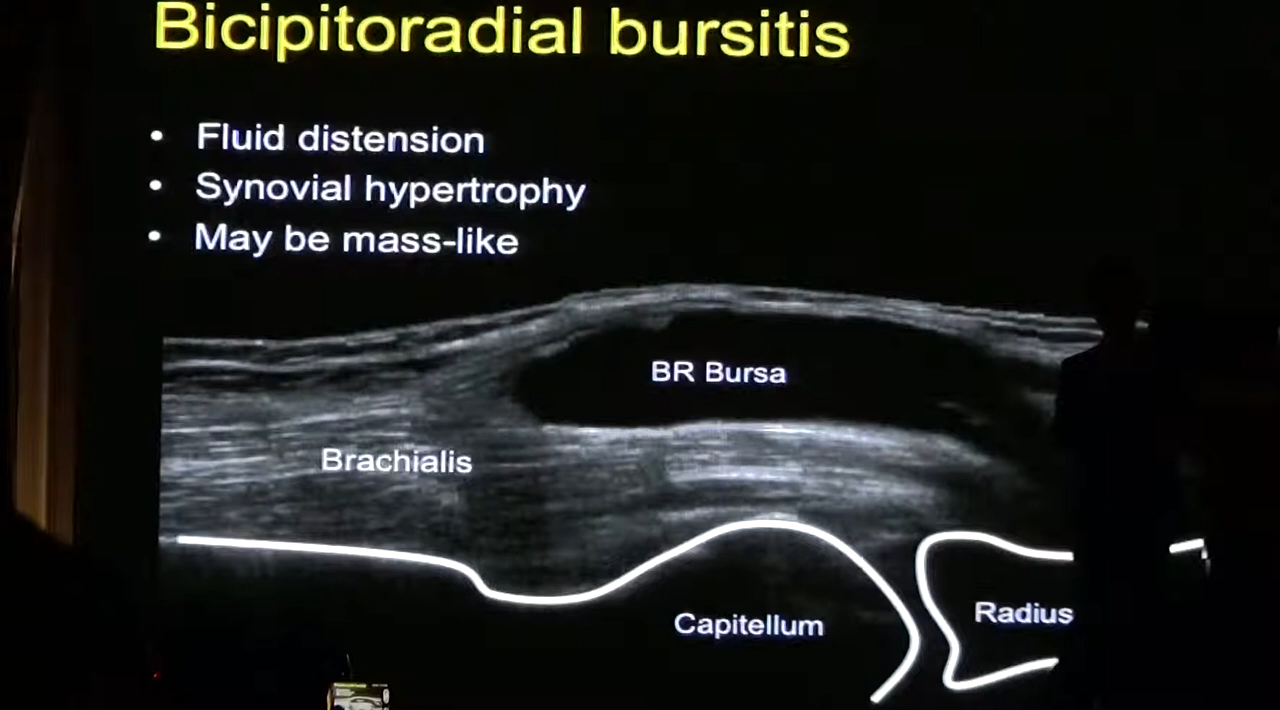 Bicipitoradial bursitis
• Fluid distension
• Synovial hypertrophy
• May be mass-like
BR Bursa
Brachialis
Capitellum
Radius